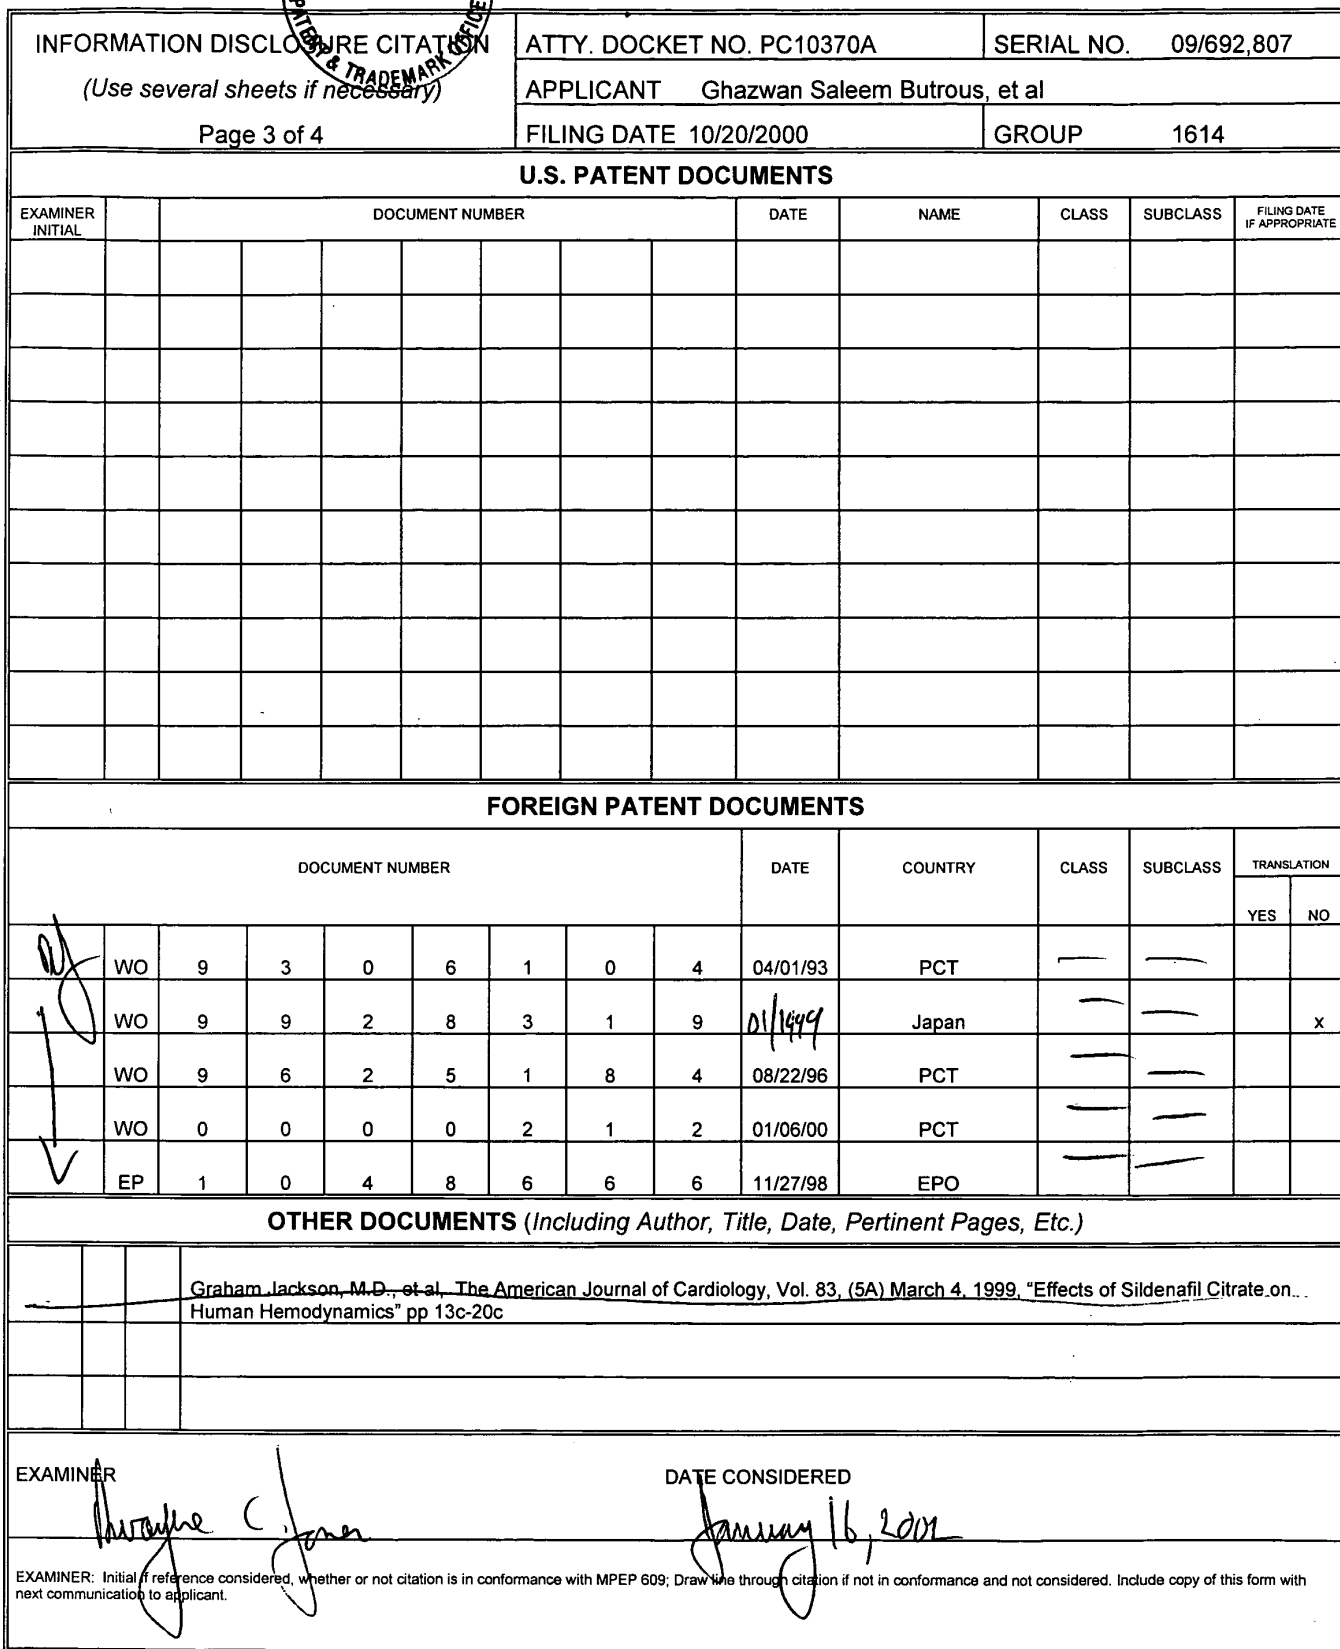 PATENT & TRADEMARK OFFICE
INFORMATION DISCLOSURE CITATION
(Use several sheets if necessary)
Page 3 of 4
ATTY. DOCKET NO. PC10370A
SERIAL NO. 09/692,807
APPLICANT Ghazwan Saleem Butrous, et al
FILING DATE 10/20/2000
GROUP 1614
U.S. PATENT DOCUMENTS
EXAMINER INITIAL DOCUMENT NUMBER DATE NAME CLASS SUBCLASS FILING DATE IF APPROPRIATE
FOREIGN PATENT DOCUMENTS
DOCUMENT NUMBER DATE COUNTRY CLASS SUBCLASS TRANSLATION
YES NO
WO 9 3 0 6 1 0 4 04/01/93 PCT — —
WO 9 9 2 8 3 1 9 01/1999 Japan — — x
WO 9 6 2 5 1 8 4 08/22/96 PCT — —
WO 0 0 0 0 2 1 2 01/06/00 PCT — —
EP 1 0 4 8 6 6 6 11/27/98 EPO — —
OTHER DOCUMENTS (Including Author, Title, Date, Pertinent Pages, Etc.)
Graham Jackson, M.D., et al, The American Journal of Cardiology, Vol. 83, (5A) March 4, 1999, "Effects of Sildenafil Citrate on
Human Hemodynamics" pp 13c-20c
EXAMINER
Dwayne C. Jones
DATE CONSIDERED
January 16, 2002
EXAMINER: Initial if reference considered, whether or not citation is in conformance with MPEP 609; Draw line through citation if not in conformance and not considered. Include copy of this form with
next communication to applicant.